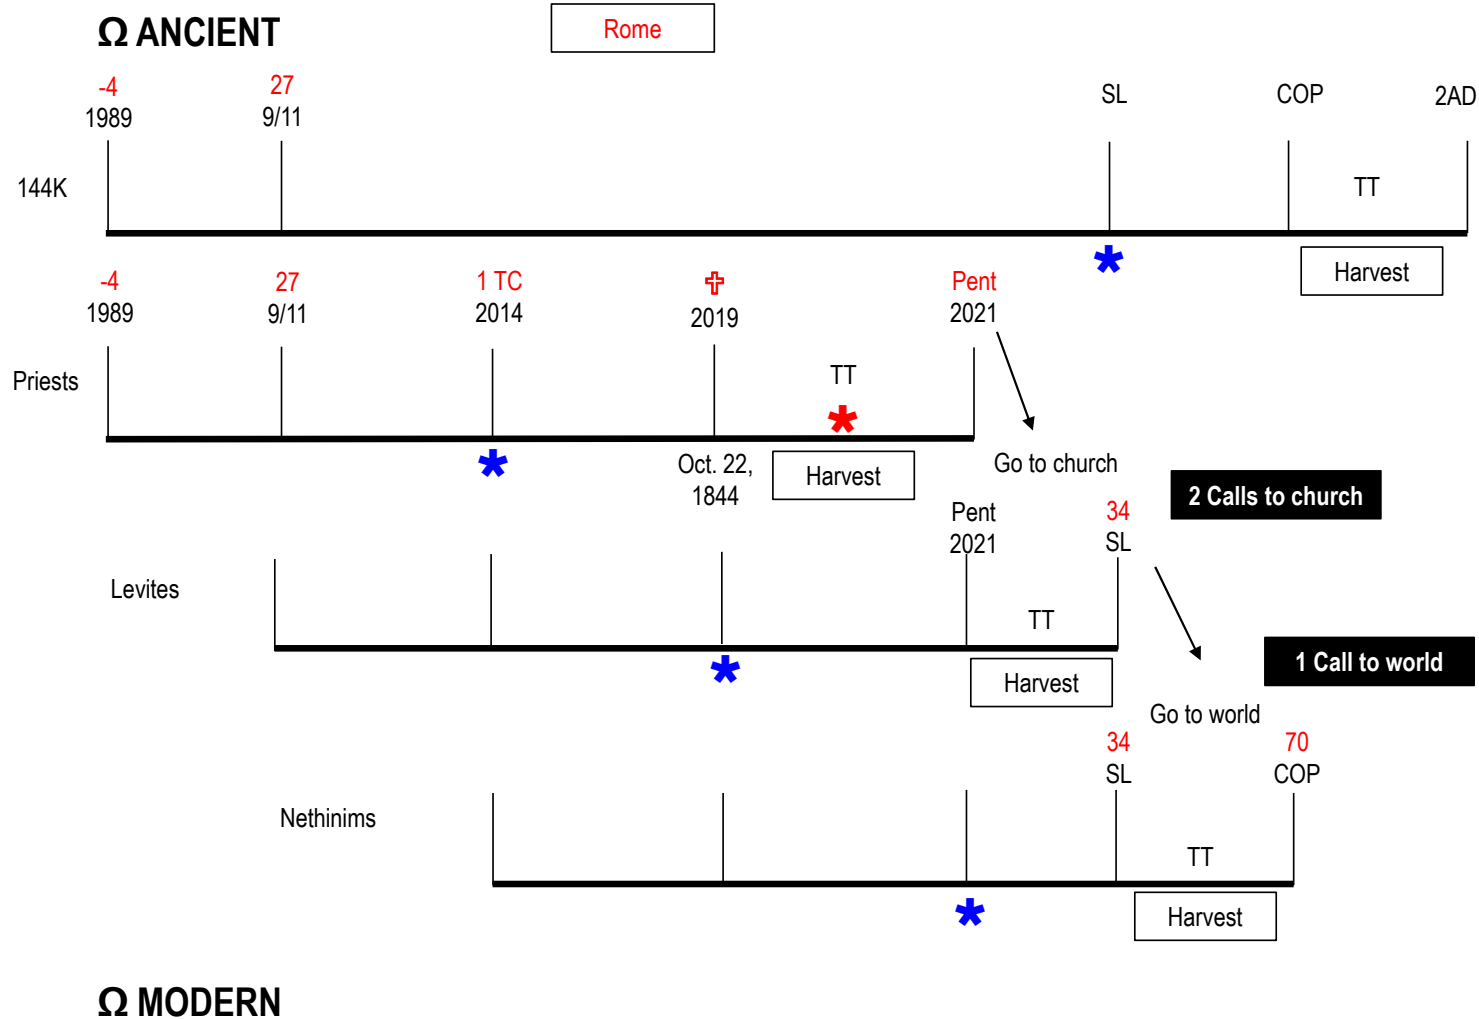 Ω ANCIENT
Rome
-4
1989
27
9/11
SL
COP
2AD
144K
TT
Harvest
-4
1989
27
9/11
1 TC
2014
✞
2019
Pent
2021
Priests
TT
*
*
*
Oct. 22,
1844
Harvest
Go to church
2 Calls to church
Pent
2021
34
SL
Levites
TT
*
Harvest
1 Call to world
Go to world
34
SL
70
COP
Nethinims
TT
*
Harvest
Ω MODERN